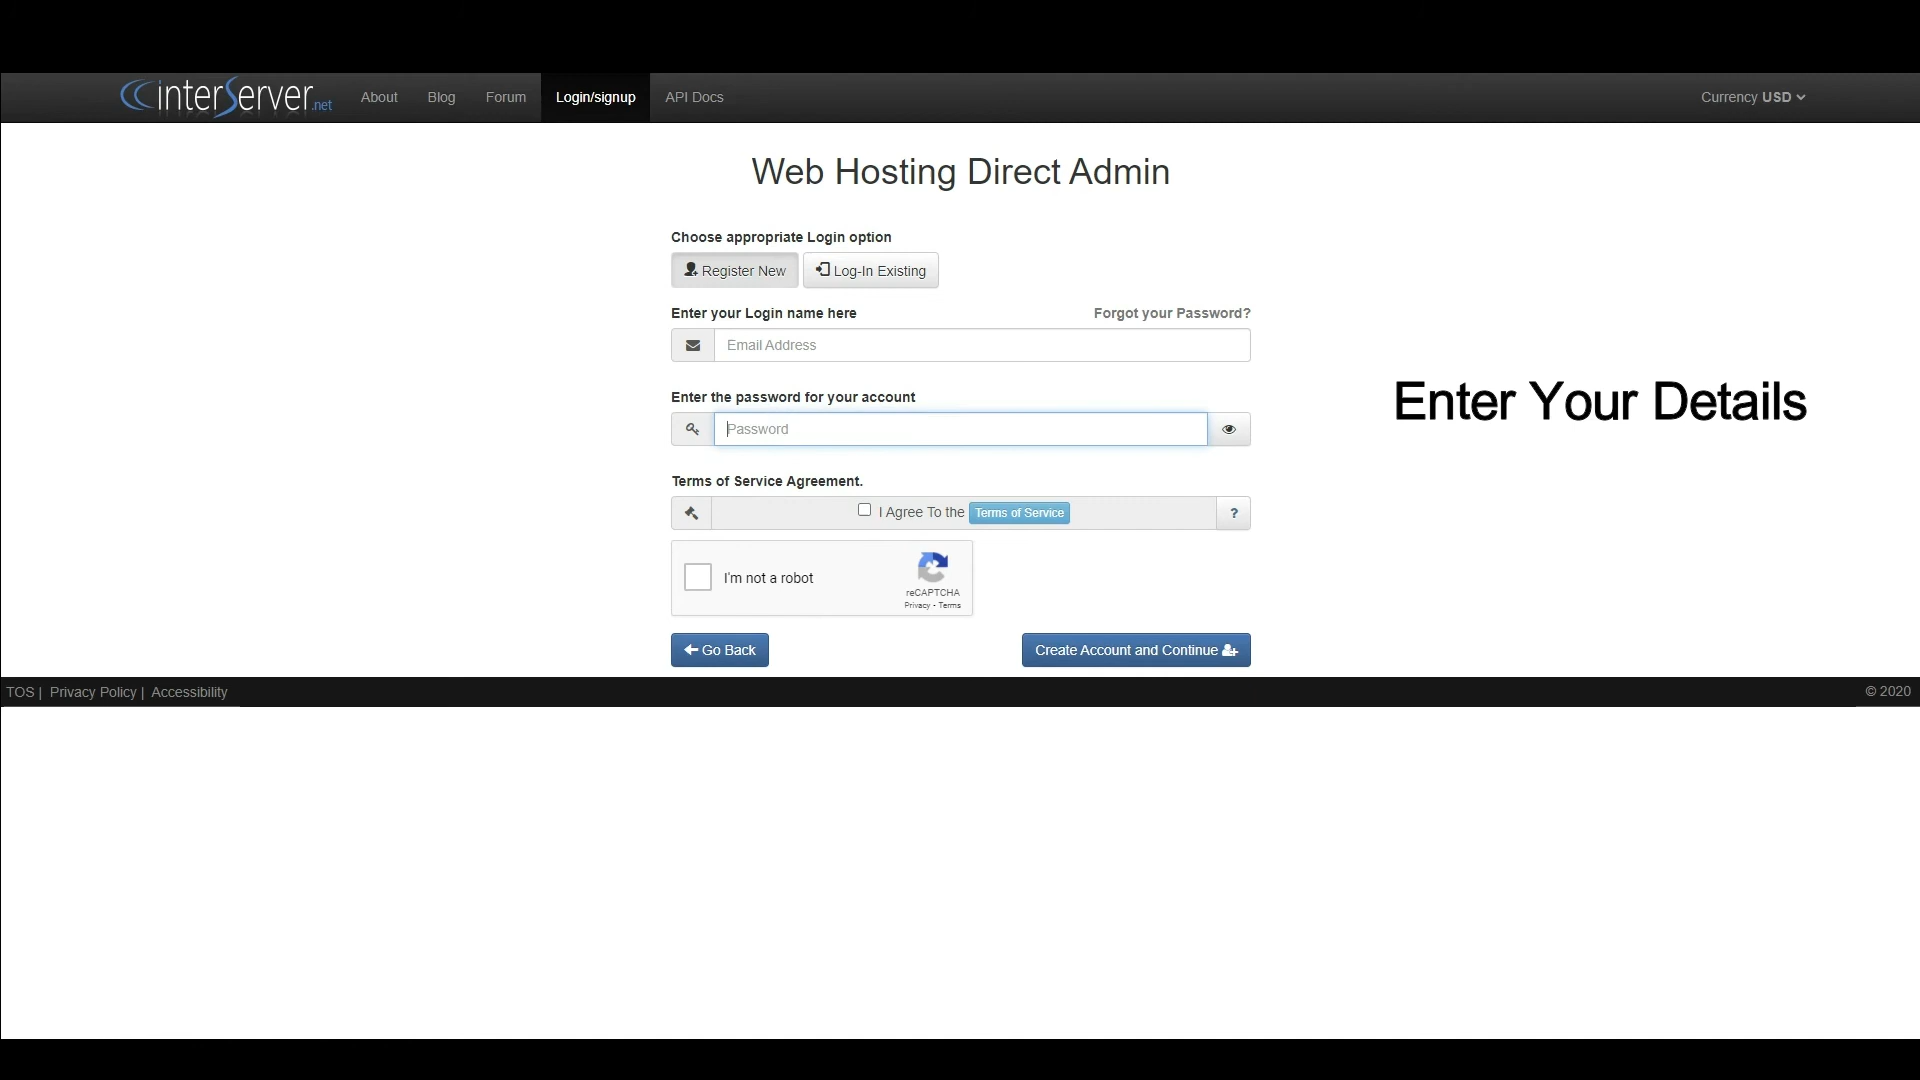 interServer.net About Blog Forum Login/signup API Docs Currency USD
Web Hosting Direct Admin
Choose appropriate Login option
Register New Log-In Existing
Enter your Login name here Forgot your Password?
Email Address
Enter the password for your account
Password
Enter Your Details
Terms of Service Agreement.
I Agree To the Terms of Service ?
I'm not a robot
reCAPTCHA
Privacy - Terms
Go Back Create Account and Continue
TOS | Privacy Policy | Accessibility © 2020